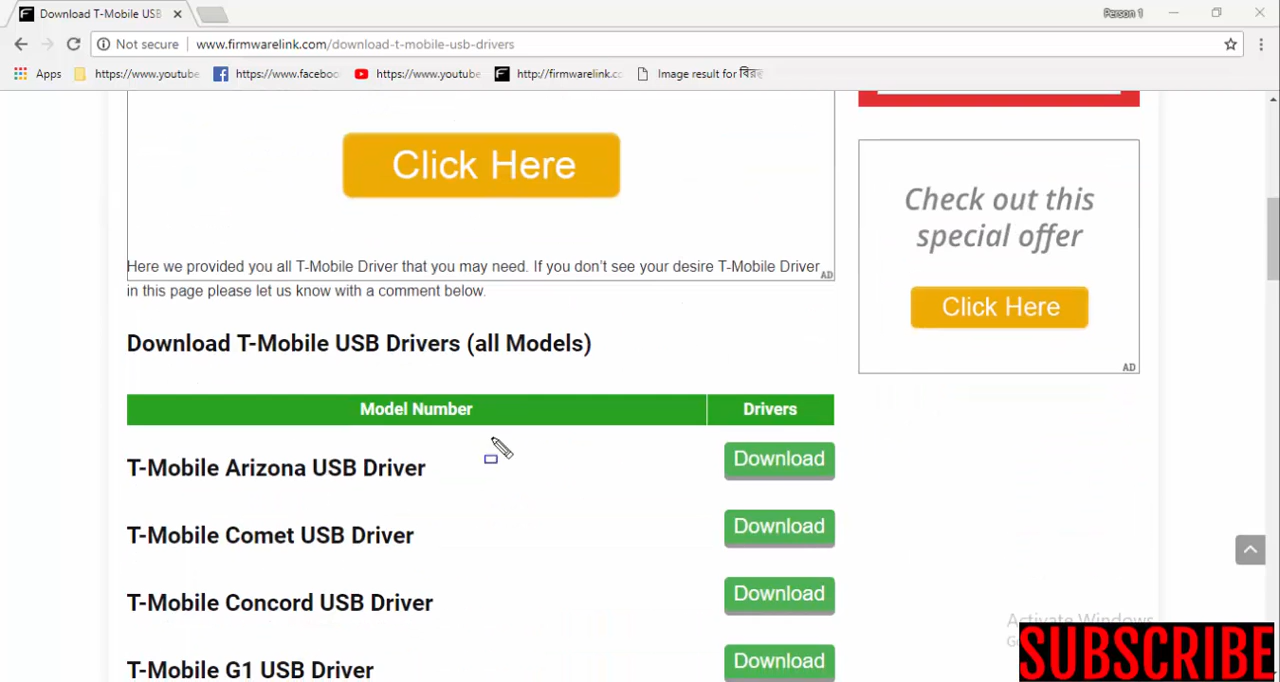 Download T-Mobile USB
Person 1
Not secure
www.firmwarelink.com/download-t-mobile-usb-drivers
Apps
https://www.youtube
https://www.faceboo
https://www.youtube
http://firmwarelink.co
Image result for
Click Here
Here we provided you all T-Mobile Driver that you may need. If you don't see your desire T-Mobile Driver
AD
in this page please let us know with a comment below.
Check out this
special offer
Click Here
AD
Download T-Mobile USB Drivers (all Models)
Model Number
Drivers
T-Mobile Arizona USB Driver
Download
T-Mobile Comet USB Driver
Download
T-Mobile Concord USB Driver
Download
T-Mobile G1 USB Driver
Download
Activate Windows
SUBSCRIBE